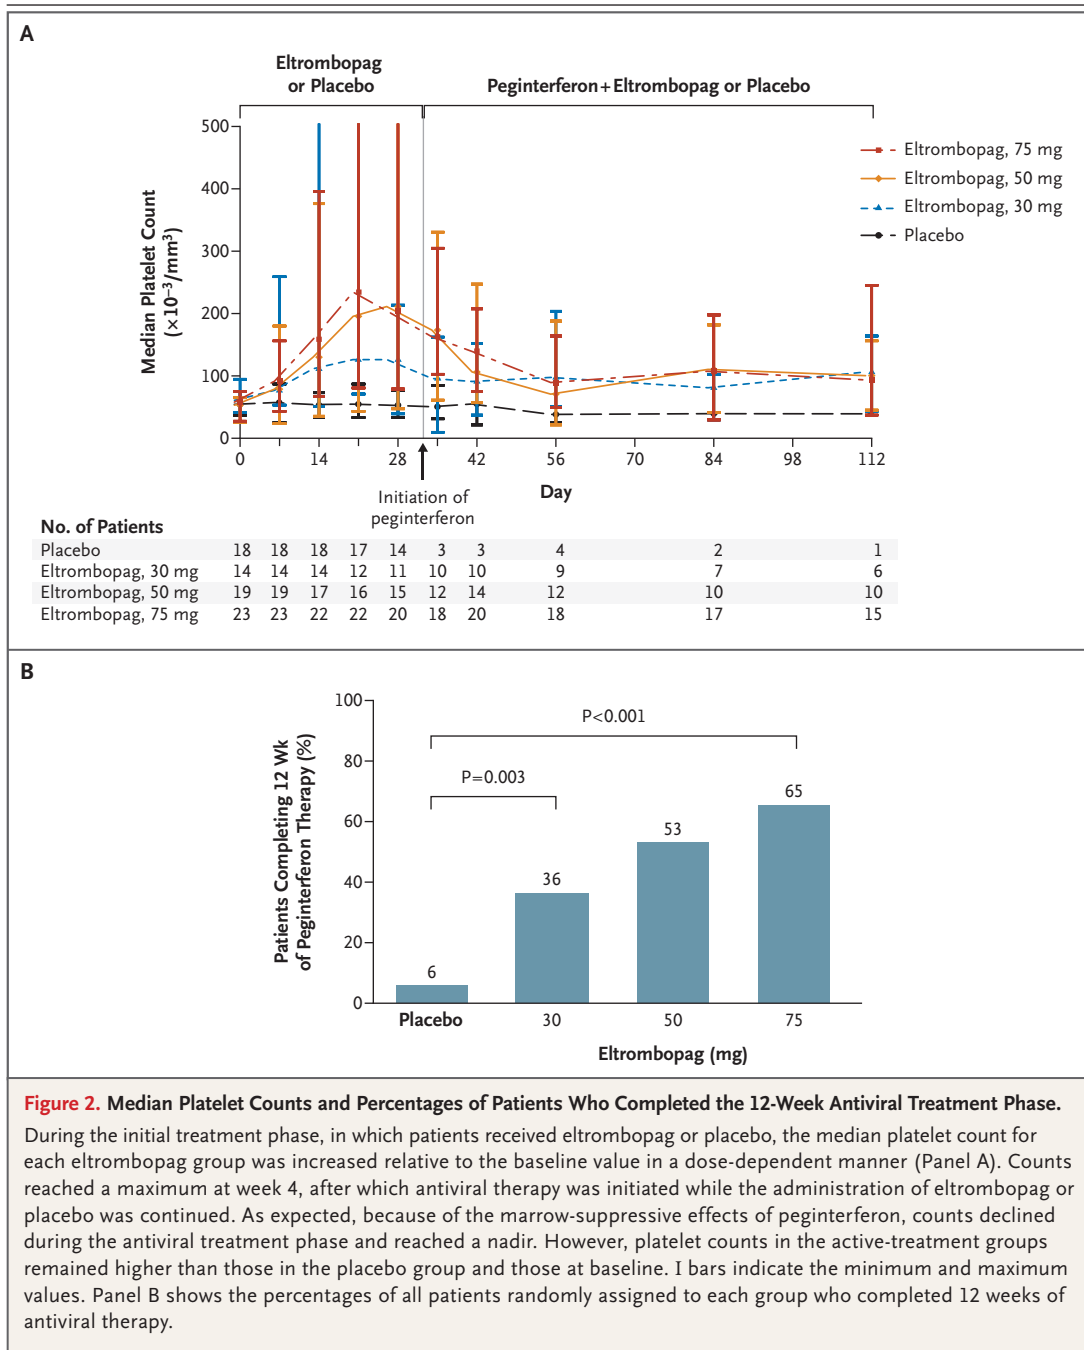 A
Eltrombopag
or Placebo
Peginterferon+Eltrombopag or Placebo
Median Platelet Count
(×10⁻³/mm³)
500
400
300
200
100
0
Eltrombopag, 75 mg
Eltrombopag, 50 mg
Eltrombopag, 30 mg
Placebo
0 14 28 42 56 70 84 98 112
Day
Initiation of
peginterferon
No. of Patients
Placebo 18 18 18 17 14 3 3 4 2 1
Eltrombopag, 30 mg 14 14 14 12 11 10 10 9 7 6
Eltrombopag, 50 mg 19 19 17 16 15 12 14 12 10 10
Eltrombopag, 75 mg 23 23 22 22 20 18 20 18 17 15
B
Patients Completing 12 Wk
of Peginterferon Therapy (%)
100
80
60
40
20
0
P<0.001
P=0.003
6
36
53
65
Placebo 30 50 75
Eltrombopag (mg)
Figure 2. Median Platelet Counts and Percentages of Patients Who Completed the 12-Week Antiviral Treatment Phase.
During the initial treatment phase, in which patients received eltrombopag or placebo, the median platelet count for
each eltrombopag group was increased relative to the baseline value in a dose-dependent manner (Panel A). Counts
reached a maximum at week 4, after which antiviral therapy was initiated while the administration of eltrombopag or
placebo was continued. As expected, because of the marrow-suppressive effects of peginterferon, counts declined
during the antiviral treatment phase and reached a nadir. However, platelet counts in the active-treatment groups
remained higher than those in the placebo group and those at baseline. I bars indicate the minimum and maximum
values. Panel B shows the percentages of all patients randomly assigned to each group who completed 12 weeks of
antiviral therapy.